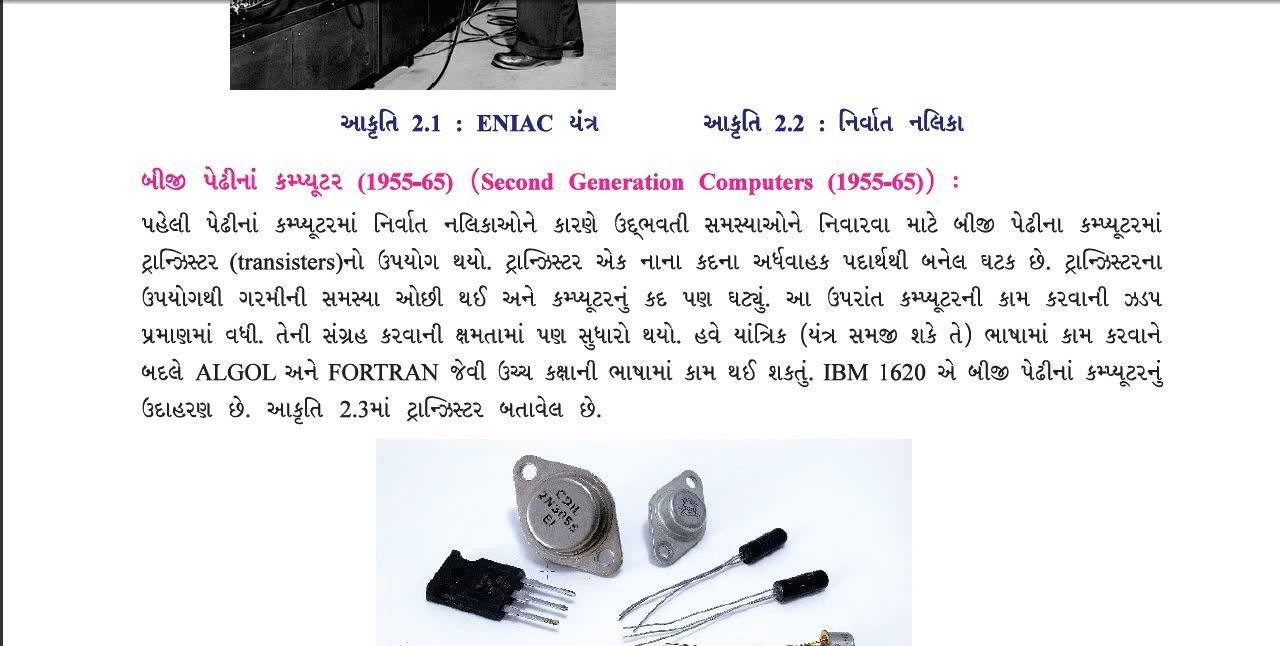 આકૃતિ 2.1 : ENIAC યંત્ર
આકૃતિ 2.2 : નિર્વાત નલિકા
બીજી પેઢીનાં કમ્પ્યૂટર (1955-65) (Second Generation Computers (1955-65)) :
પહેલી પેઢીનાં કમ્પ્યૂટરમાં નિર્વાત નલિકાઓને કારણે ઉદ્‌ભવતી સમસ્યાઓને નિવારવા માટે બીજી પેઢીના કમ્પ્યૂટરમાં
ટ્રાન્ઝિસ્ટર (transisters)નો ઉપયોગ થયો. ટ્રાન્ઝિસ્ટર એક નાના કદના અર્ધવાહક પદાર્થથી બનેલ ઘટક છે. ટ્રાન્ઝિસ્ટરના
ઉપયોગથી ગરમીની સમસ્યા ઓછી થઈ અને કમ્પ્યૂટરનું કદ પણ ઘટ્યું. આ ઉપરાંત કમ્પ્યૂટરની કામ કરવાની ઝડપ
પ્રમાણમાં વધી. તેની સંગ્રહ કરવાની ક્ષમતામાં પણ સુધારો થયો. હવે યાંત્રિક (યંત્ર સમજી શકે તે) ભાષામાં કામ કરવાને
બદલે ALGOL અને FORTRAN જેવી ઉચ્ચ કક્ષાની ભાષામાં કામ થઈ શકતું. IBM 1620 એ બીજી પેઢીનાં કમ્પ્યૂટરનું
ઉદાહરણ છે. આકૃતિ 2.3માં ટ્રાન્ઝિસ્ટર બતાવેલ છે.
CDIL
2N3055
E1